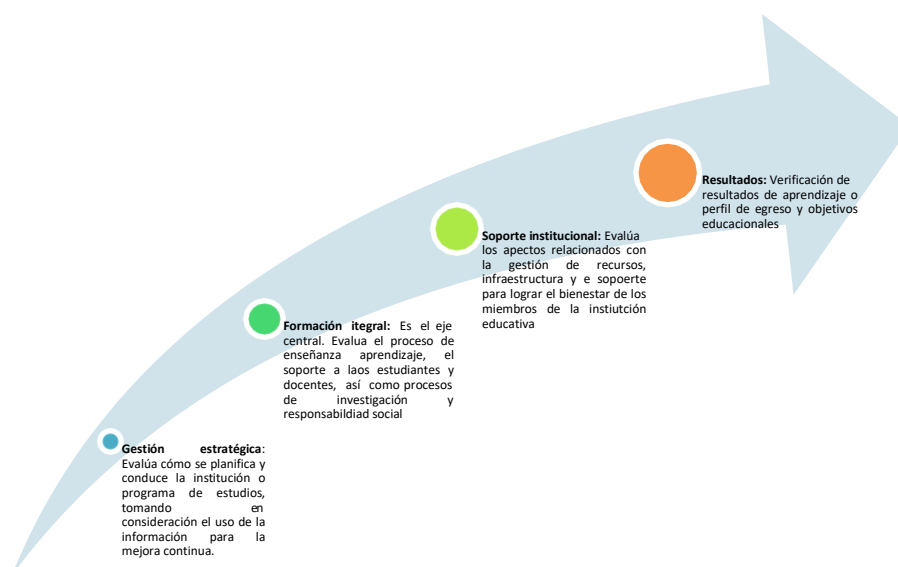 Resultados: Verificación de
resultados de aprendizaje o
perfil de egreso y objetivos
educacionales
Soporte institucional: Evalúa
los apectos relacionados con
la gestión de recursos,
infraestructura y e sopoerte
para lograr el bienestar de los
miembros de la instiutción
educativa
Formación itegral: Es el eje
central. Evalua el proceso de
enseñanza aprendizaje, el
soporte a laos estudiantes y
docentes, así como procesos
de investigación y
responsabildiad social
Gestión estratégica:
Evalúa cómo se planifica y
conduce la institución o
programa de estudios,
tomando en
consideración el uso de la
información para la
mejora continua.